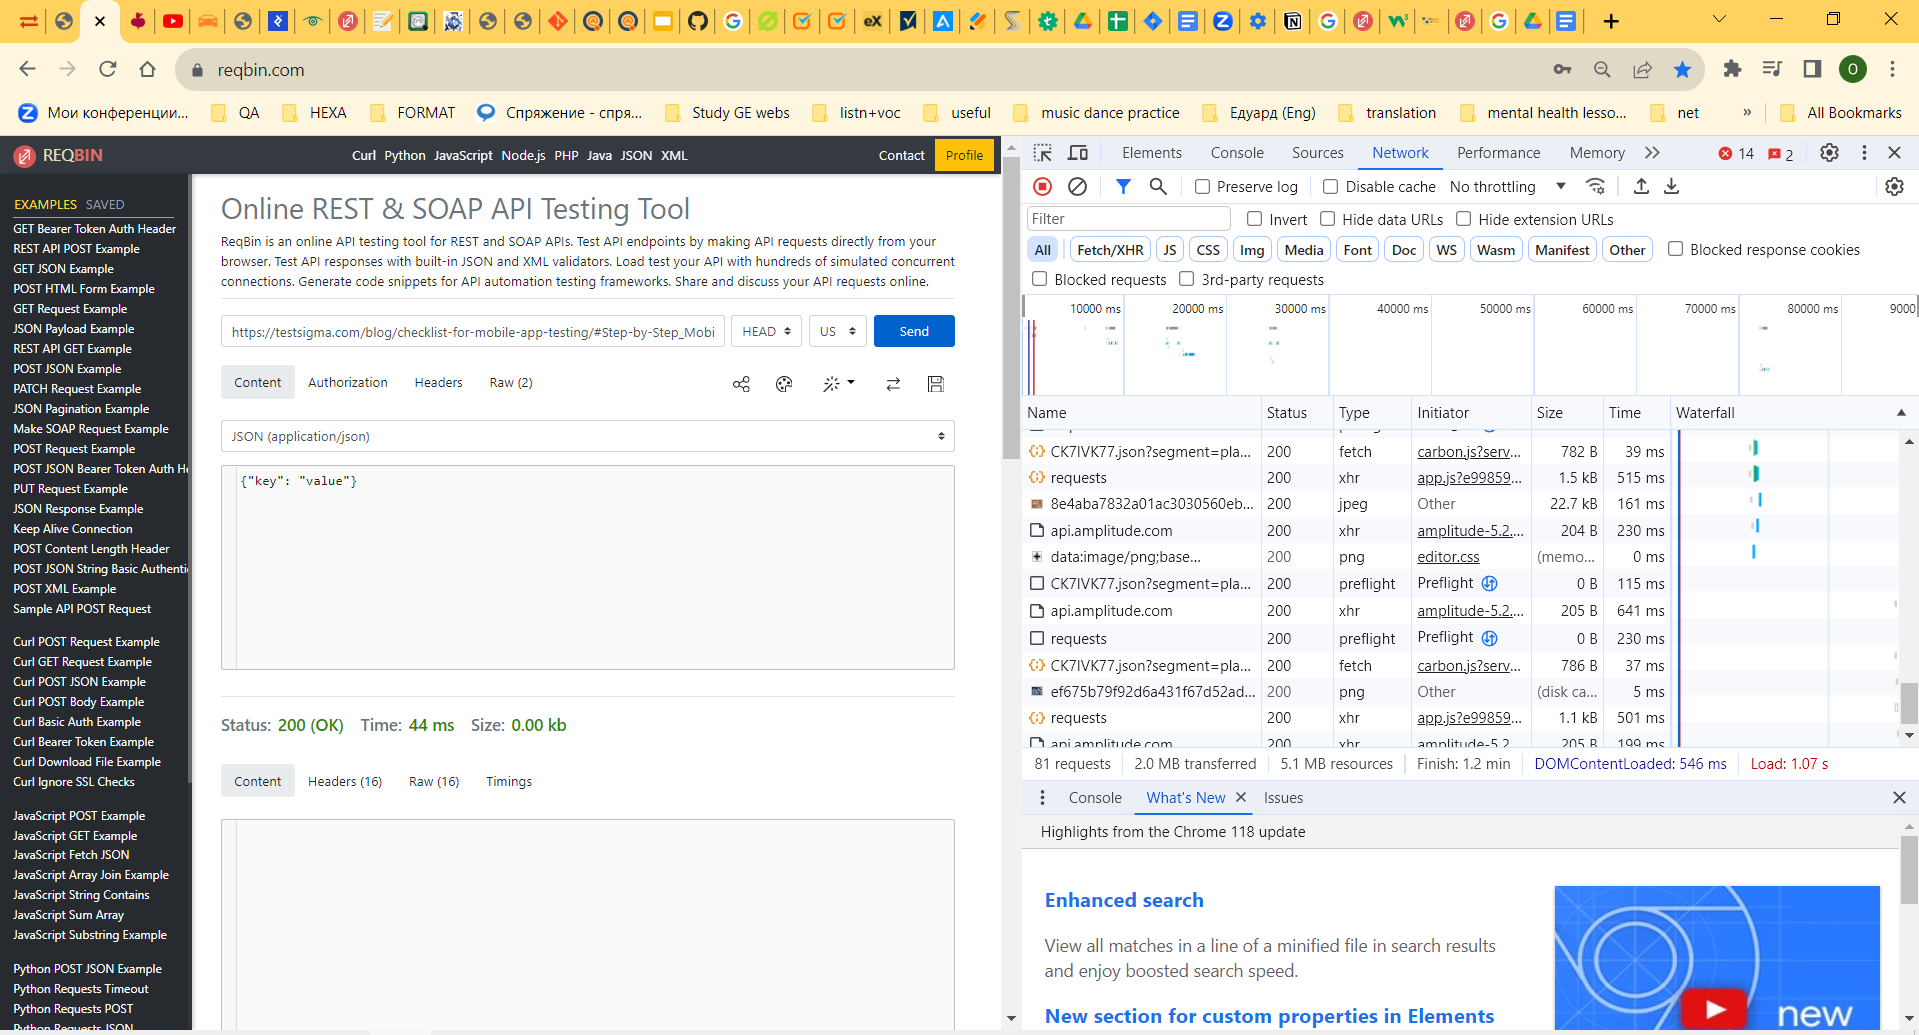 reqbin.com
O
Мои конференции...
QA
HEXA
FORMAT
Спряжение - спря...
Study GE webs
listn+voc
useful
music dance practice
Едуард (Eng)
translation
mental health lesso...
net
»
All Bookmarks
REQBIN
Curl Python JavaScript Node.js PHP Java JSON XML
Contact
Profile
EXAMPLES SAVED
GET Bearer Token Auth Header
REST API POST Example
GET JSON Example
POST HTML Form Example
GET Request Example
JSON Payload Example
REST API GET Example
POST JSON Example
PATCH Request Example
JSON Pagination Example
Make SOAP Request Example
POST Request Example
POST JSON Bearer Token Auth He
PUT Request Example
JSON Response Example
Keep Alive Connection
POST Content Length Header
POST JSON String Basic Authenti
POST XML Example
Sample API POST Request
Curl POST Request Example
Curl GET Request Example
Curl POST JSON Example
Curl POST Body Example
Curl Basic Auth Example
Curl Bearer Token Example
Curl Download File Example
Curl Ignore SSL Checks
JavaScript POST Example
JavaScript GET Example
JavaScript Fetch JSON
JavaScript Array Join Example
JavaScript String Contains
JavaScript Sum Array
JavaScript Substring Example
Python POST JSON Example
Python Requests Timeout
Python Requests POST
Python Requests JSON
Online REST & SOAP API Testing Tool
ReqBin is an online API testing tool for REST and SOAP APIs. Test API endpoints by making API requests directly from your
browser. Test API responses with built-in JSON and XML validators. Load test your API with hundreds of simulated concurrent
connections. Generate code snippets for API automation testing frameworks. Share and discuss your API requests online.
https://testsigma.com/blog/checklist-for-mobile-app-testing/#Step-by-Step_Mobi
HEAD
US
Send
Content
Authorization
Headers
Raw (2)
JSON (application/json)
{"key": "value"}
Status: 200 (OK) Time: 44 ms Size: 0.00 kb
Content
Headers (16)
Raw (16)
Timings
Elements
Console
Sources
Network
Performance
Memory
14
2
Preserve log
Disable cache
No throttling
Filter
Invert
Hide data URLs
Hide extension URLs
All
Fetch/XHR
JS
CSS
Img
Media
Font
Doc
WS
Wasm
Manifest
Other
Blocked response cookies
Blocked requests
3rd-party requests
10000 ms
20000 ms
30000 ms
40000 ms
50000 ms
60000 ms
70000 ms
80000 ms
9000
Name Status Type Initiator Size Time Waterfall
CK7IVK77.json?segment=pla... 200 fetch carbon.js?serv... 782 B 39 ms
requests 200 xhr app.js?e99859... 1.5 kB 515 ms
8e4aba7832a01ac3030560eb... 200 jpeg Other 22.7 kB 161 ms
api.amplitude.com 200 xhr amplitude-5.2.... 204 B 230 ms
data:image/png;base... 200 png editor.css (memo... 0 ms
CK7IVK77.json?segment=pla... 200 preflight Preflight 0 B 115 ms
api.amplitude.com 200 xhr amplitude-5.2.... 205 B 641 ms
requests 200 preflight Preflight 0 B 230 ms
CK7IVK77.json?segment=pla... 200 fetch carbon.js?serv... 786 B 37 ms
ef675b79f92d6a431f67d52ad... 200 png Other (disk ca... 5 ms
requests 200 xhr app.js?e99859... 1.1 kB 501 ms
api.amplitude.com 200 xhr amplitude-5.2 205 B 199 ms
81 requests
2.0 MB transferred
5.1 MB resources
Finish: 1.2 min
DOMContentLoaded: 546 ms
Load: 1.07 s
Console
What's New
Issues
Highlights from the Chrome 118 update
Enhanced search
View all matches in a line of a minified file in search results
and enjoy boosted search speed.
New section for custom properties in Elements
new